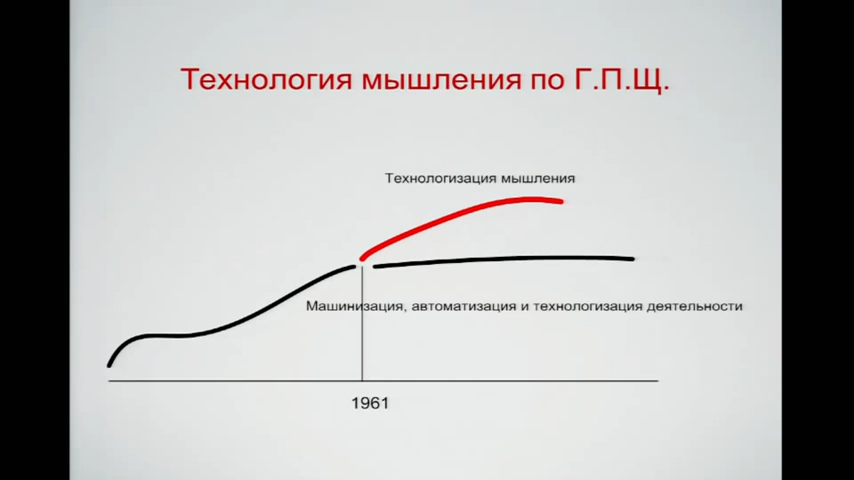 Технология мышления по Г.П.Щ.
Технологизация мышления
Машинизация, автоматизация и технологизация деятельности
1961